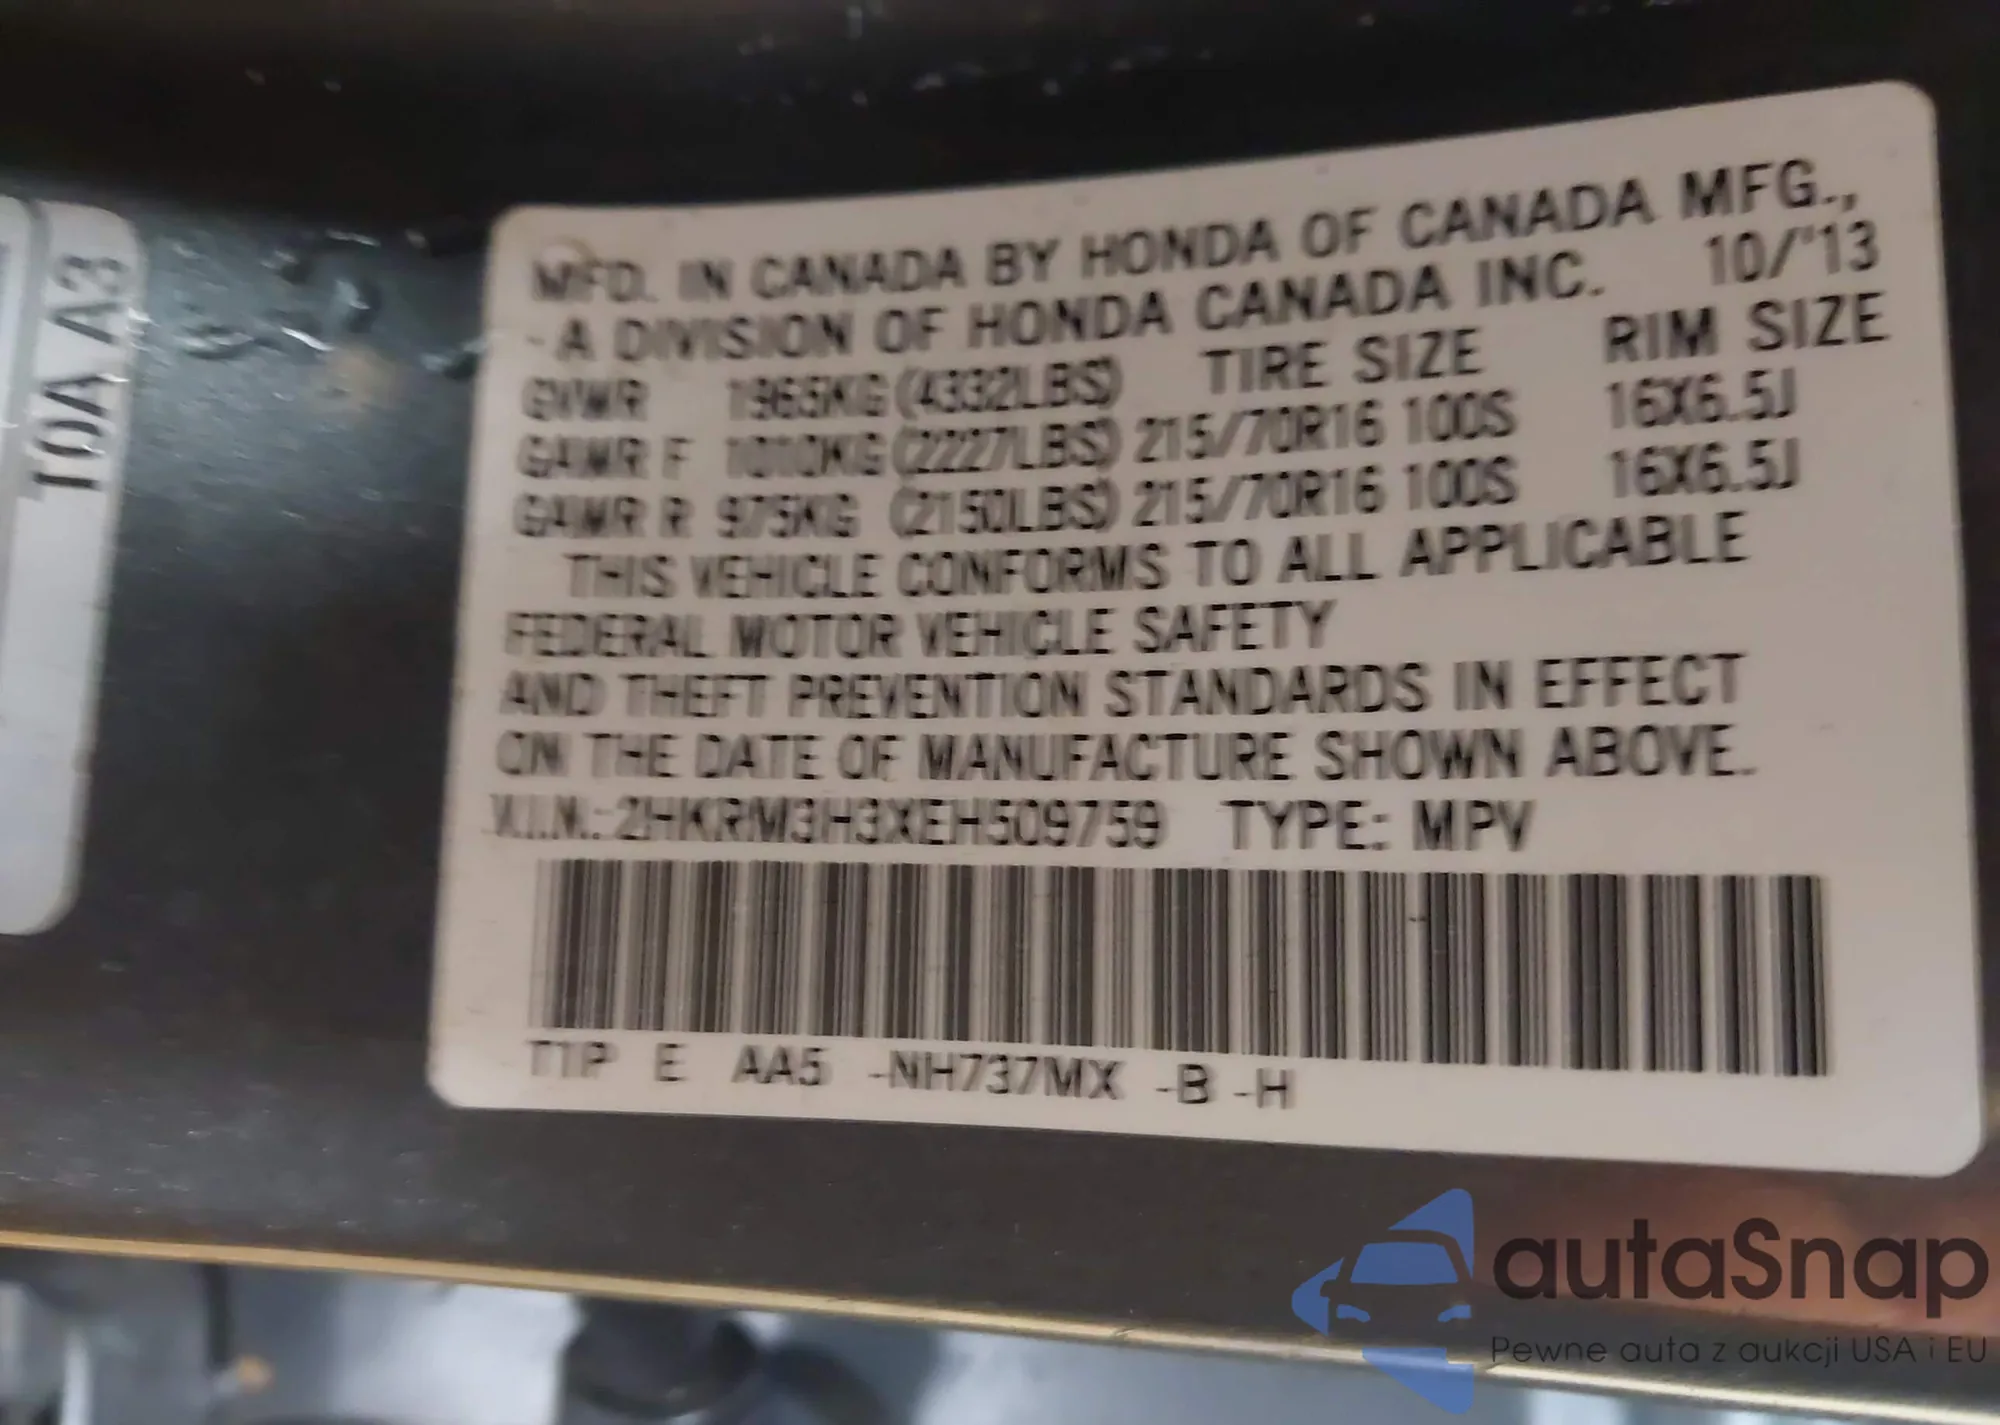 T0A A3
MFD. IN CANADA BY HONDA OF CANADA MFG.,
- A DIVISION OF HONDA CANADA INC. 10/'13
GVWR 1965KG (4332LBS) TIRE SIZE RIM SIZE
GAWR F 1010KG (2227LBS) 215/70R16 100S 16X6.5J
GAWR R 975KG (2150LBS) 215/70R16 100S 16X6.5J
THIS VEHICLE CONFORMS TO ALL APPLICABLE
FEDERAL MOTOR VEHICLE SAFETY
AND THEFT PREVENTION STANDARDS IN EFFECT
ON THE DATE OF MANUFACTURE SHOWN ABOVE.
V.I.N.: 2HKRM3H3XEH509759 TYPE: MPV
T1P E AA5 -NH737MX -B -H
autaSnap
Pewne auta z aukcji USA i EU